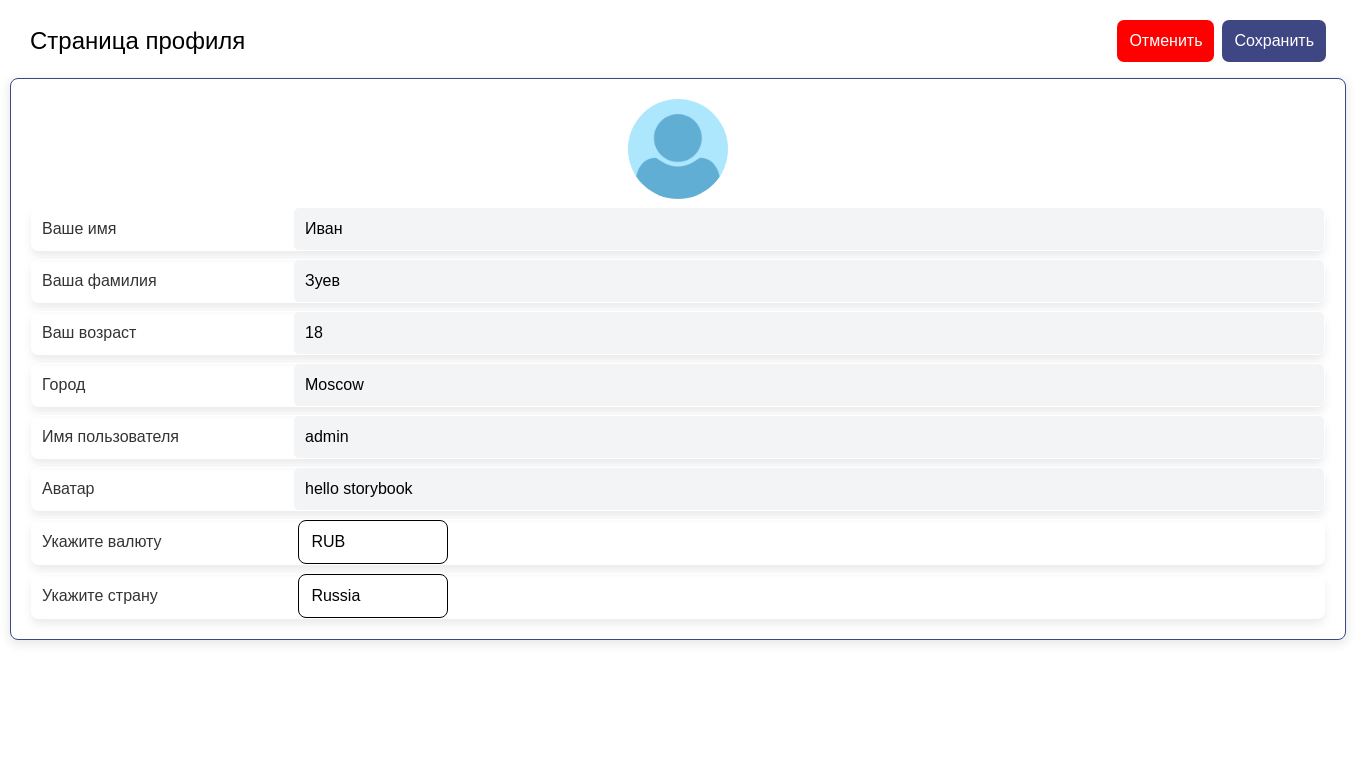 Страница профиля
Отменить
Сохранить
Ваше имя
Иван
Ваша фамилия
Зуев
Ваш возраст
18
Город
Moscow
Имя пользователя
admin
Аватар
hello storybook
Укажите валюту
RUB
Укажите страну
Russia